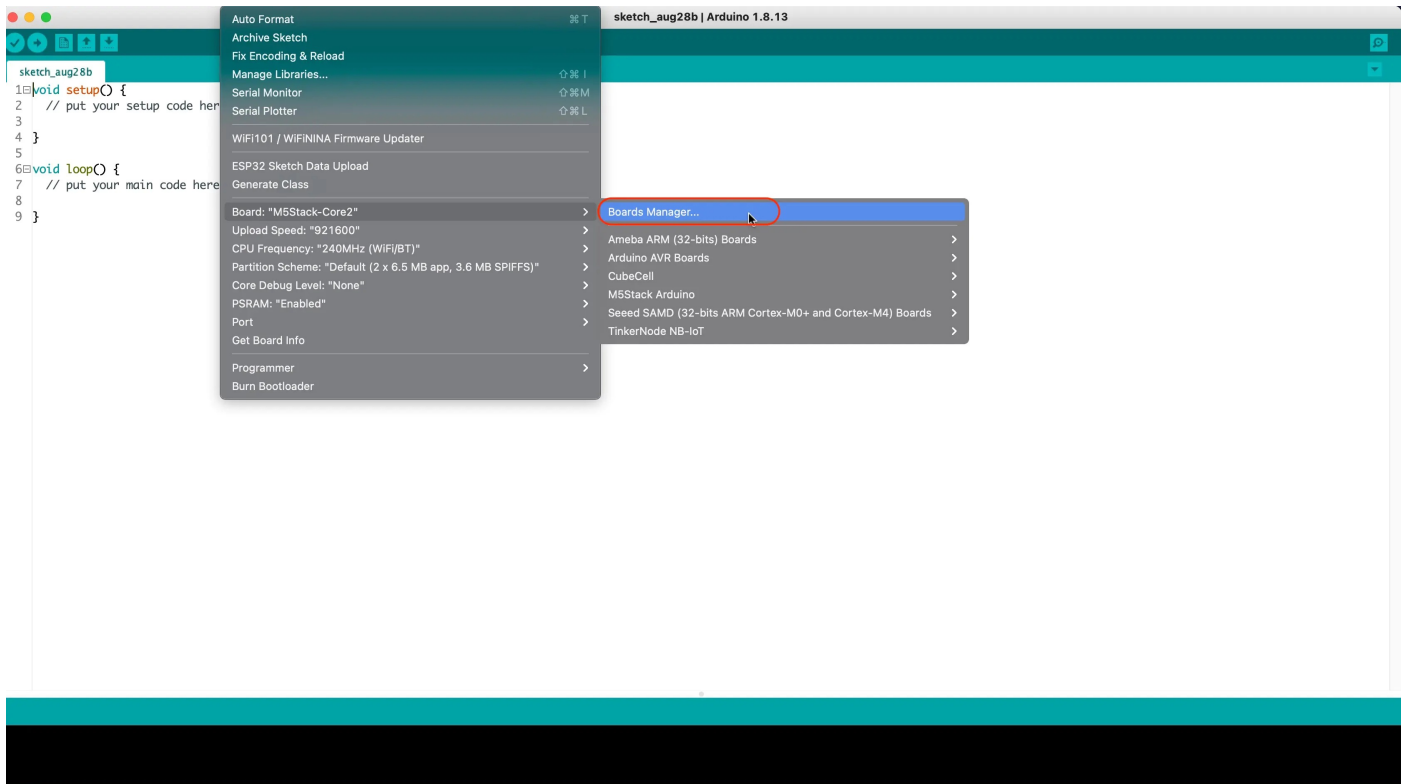 sketch_aug28b | Arduino 1.8.13
sketch_aug28b
1 void setup() {
2 // put your setup code her
3
4 }
5
6 void loop() {
7 // put your main code here
8
9 }
Auto Format ⌘T
Archive Sketch
Fix Encoding & Reload
Manage Libraries... ⇧⌘I
Serial Monitor ⇧⌘M
Serial Plotter ⇧⌘L
WiFi101 / WiFiNINA Firmware Updater
ESP32 Sketch Data Upload
Generate Class
Board: "M5Stack-Core2"
Upload Speed: "921600"
CPU Frequency: "240MHz (WiFi/BT)"
Partition Scheme: "Default (2 x 6.5 MB app, 3.6 MB SPIFFS)"
Core Debug Level: "None"
PSRAM: "Enabled"
Port
Get Board Info
Programmer
Burn Bootloader
Boards Manager...
Ameba ARM (32-bits) Boards
Arduino AVR Boards
CubeCell
M5Stack Arduino
Seeed SAMD (32-bits ARM Cortex-M0+ and Cortex-M4) Boards
TinkerNode NB-IoT